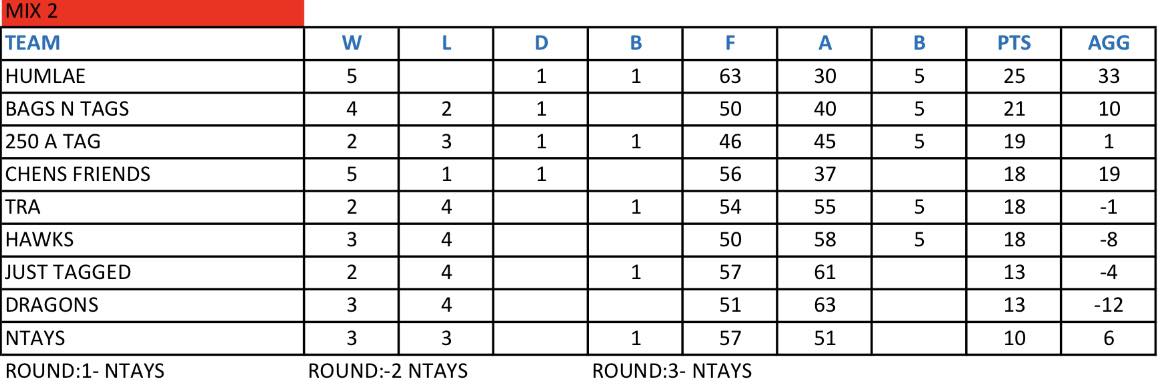 MIX 2
TEAM W L D B F A B PTS AGG
HUMLAE 5 1 1 63 30 5 25 33
BAGS N TAGS 4 2 1 50 40 5 21 10
250 A TAG 2 3 1 1 46 45 5 19 1
CHENS FRIENDS 5 1 1 56 37 18 19
TRA 2 4 1 54 55 5 18 -1
HAWKS 3 4 50 58 5 18 -8
JUST TAGGED 2 4 1 57 61 13 -4
DRAGONS 3 4 51 63 13 -12
NTAYS 3 3 1 57 51 10 6
ROUND:1- NTAYS ROUND:-2 NTAYS ROUND:3- NTAYS